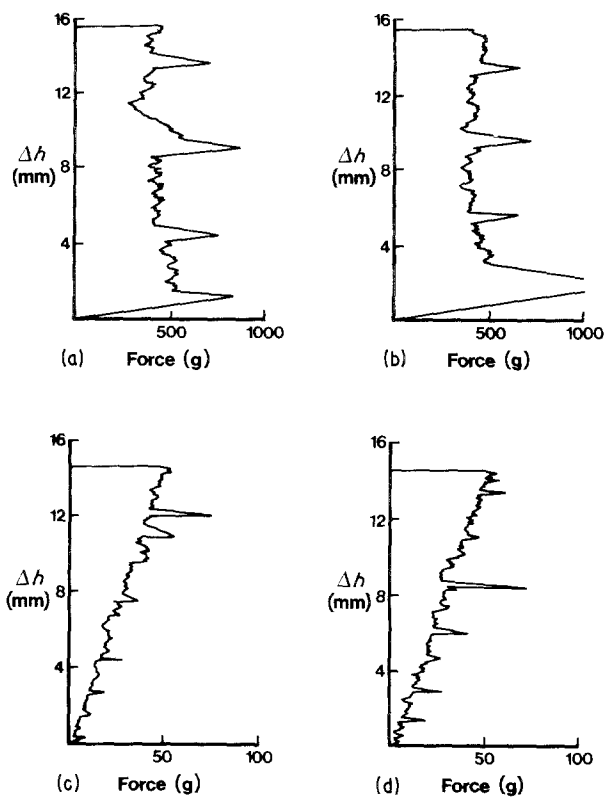 16
12
Δh
(mm)
8
4
500
1000
(a) Force (g)
16
12
Δh
(mm)
8
4
500
1000
(b) Force (g)
16
12
Δh
(mm)
8
4
50
100
(c) Force (g)
16
12
Δh
(mm)
8
4
50
100
(d) Force (g)